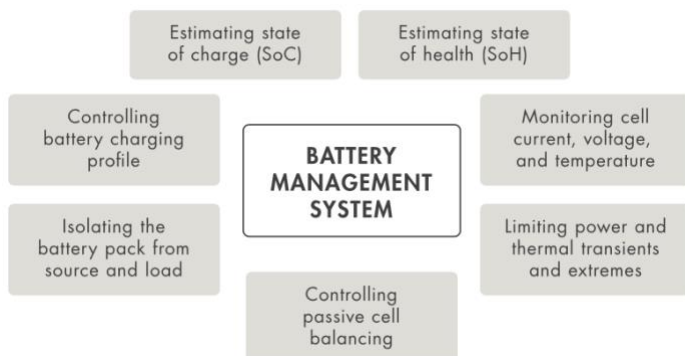 Estimating state
of charge (SoC)
Estimating state
of health (SoH)
Controlling
battery charging
profile
Monitoring cell
current, voltage,
and temperature
BATTERY
MANAGEMENT
SYSTEM
Isolating the
battery pack from
source and load
Limiting power and
thermal transients
and extremes
Controlling
passive cell
balancing